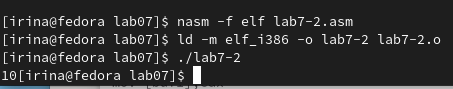 [irina@fedora lab07]$ nasm -f elf lab7-2.asm
[irina@fedora lab07]$ ld -m elf_i386 -o lab7-2 lab7-2.o
[irina@fedora lab07]$ ./lab7-2
10[irina@fedora lab07]$